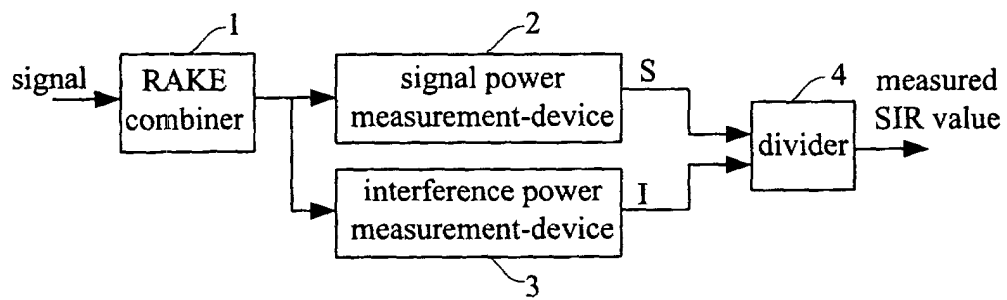 1
signal
RAKE
combiner
2
signal power
measurement-device
S
interference power
measurement-device
I
3
4
divider
measured
SIR value